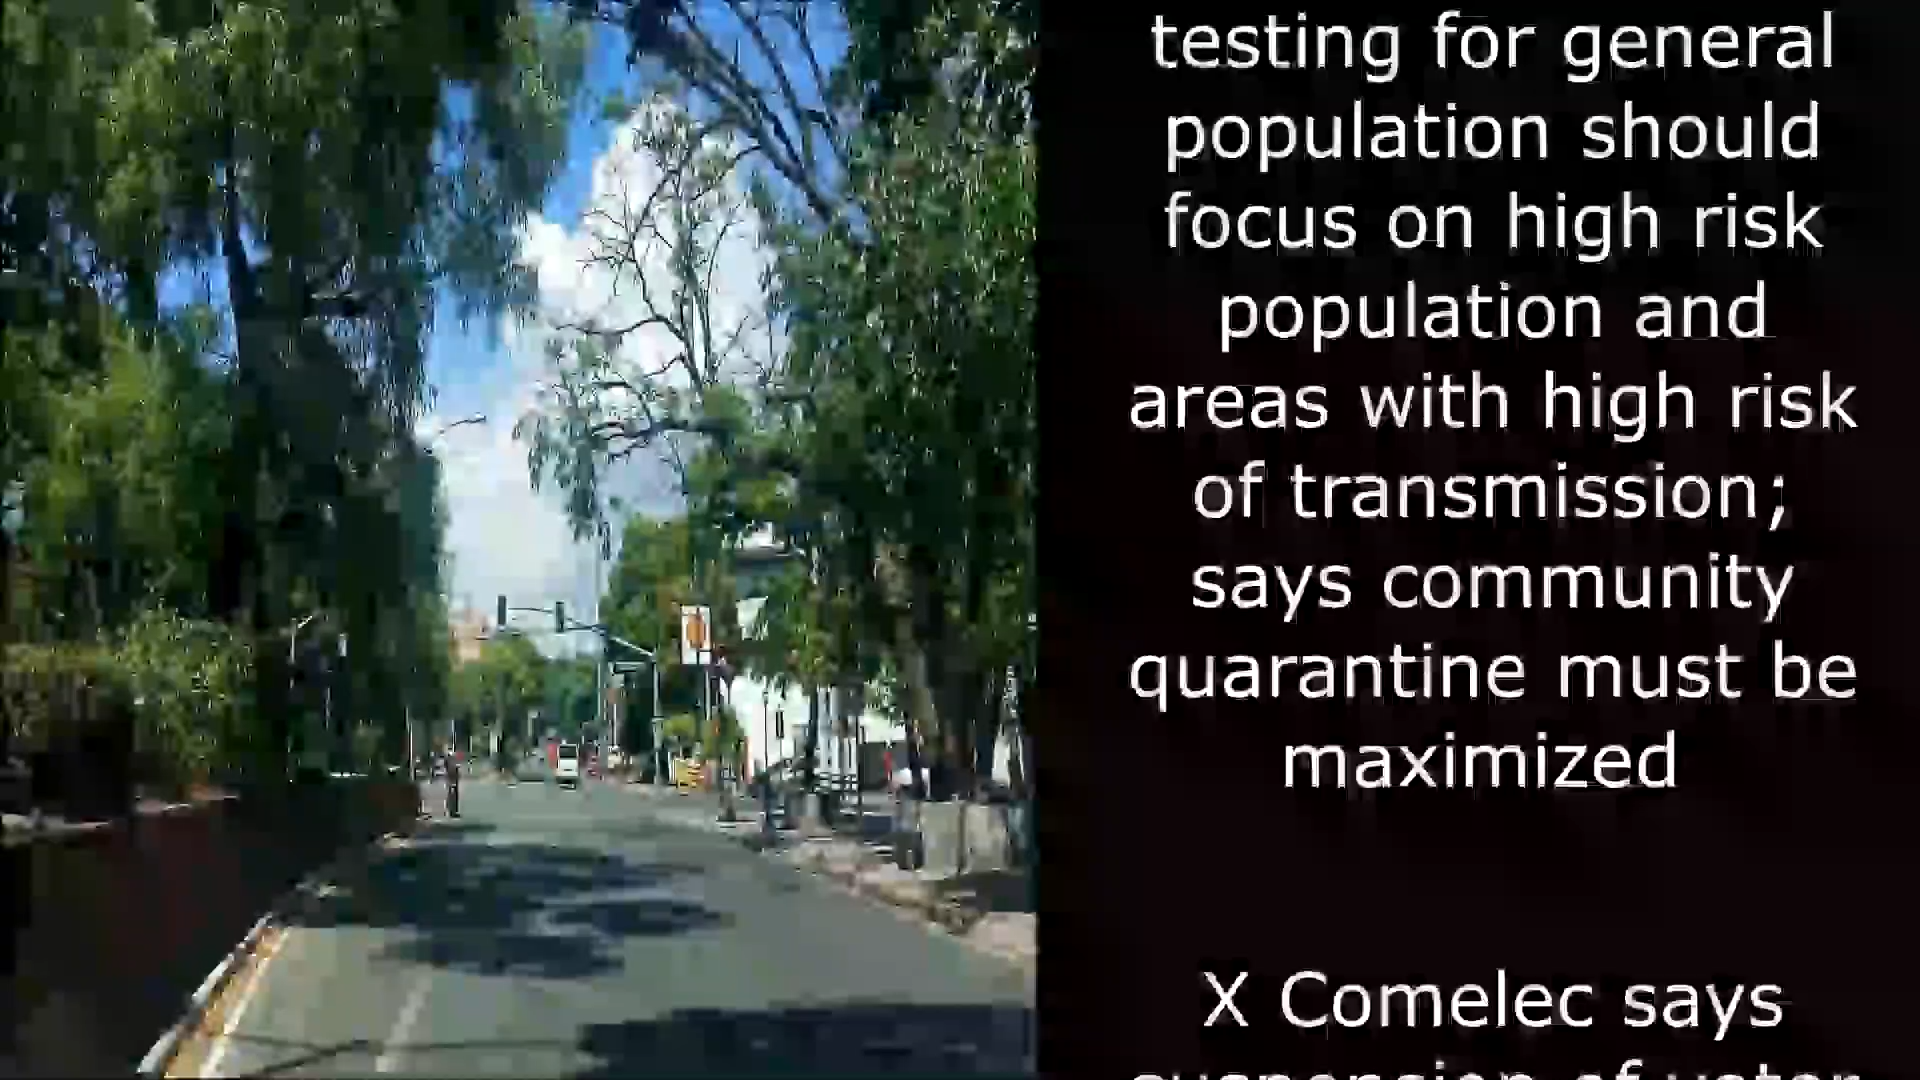 testing for general
population should
focus on high risk
population and
areas with high risk
of transmission;
says community
quarantine must be
maximized
X Comelec says